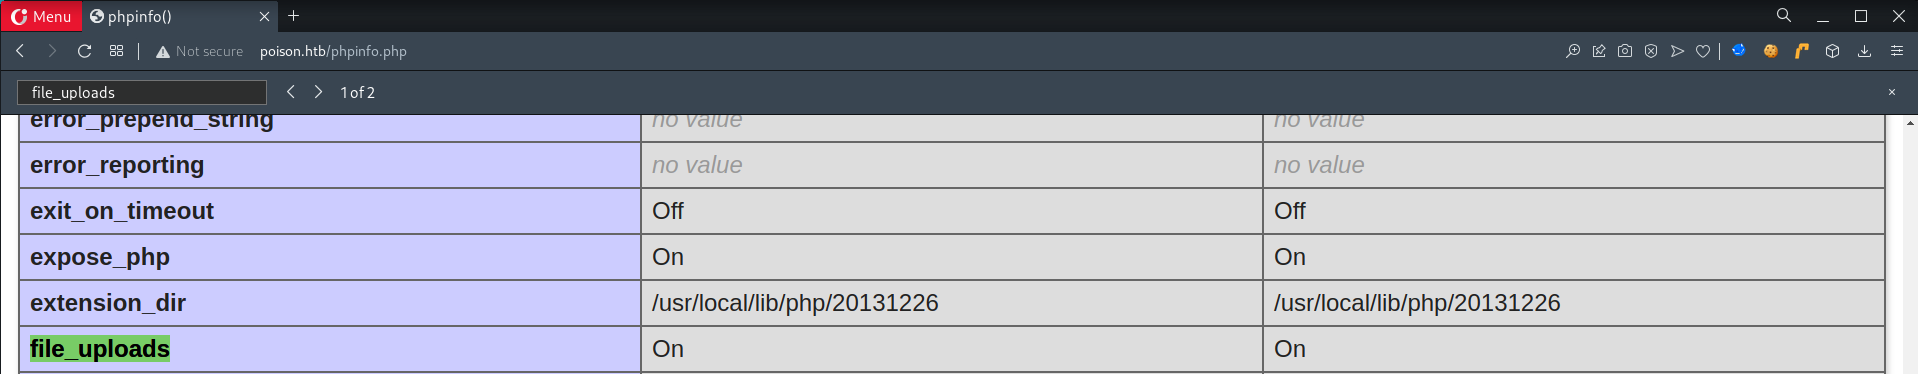 Menu phpinfo()
Not secure poison.htb/phpinfo.php
file_uploads 1 of 2
error_prepend_string no value no value
error_reporting no value no value
exit_on_timeout Off Off
expose_php On On
extension_dir /usr/local/lib/php/20131226 /usr/local/lib/php/20131226
file_uploads On On